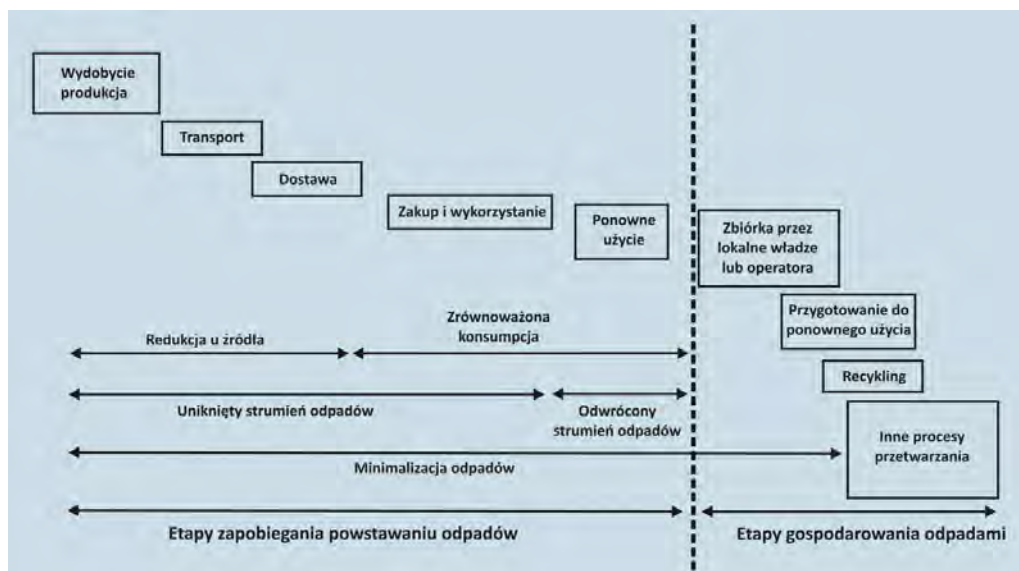 Wydobycie
produkcja
Transport
Dostawa
Zakup i wykorzystanie
Ponowne
użycie
Zbiórka przez
lokalne władze
lub operatora
Przygotowanie do
ponownego użycia
Recykling
Inne procesy
przetwarzania
Redukcja u źródła
Zrównoważona
konsumpcja
Uniknięty strumień odpadów
Odwrócony
strumień odpadów
Minimalizacja odpadów
Etapy zapobiegania powstawaniu odpadów
Etapy gospodarowania odpadami